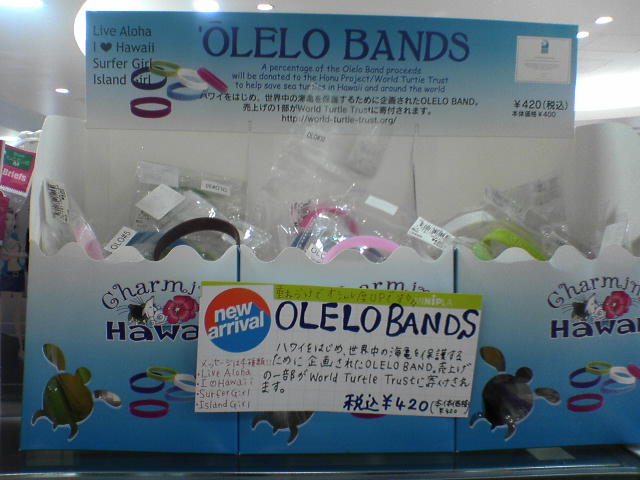 Live Aloha
I ♥ Hawaii
Surfer Girl
Island Girl
'ŌLELO BANDS
A percentage of the Olelo Band proceeds
will be donated to the Honu Project/World Turtle Trust
to help save sea turtles in Hawaii and around the world
ハワイをはじめ、世界中の海亀を保護するために企画されたOLELO BAND。
売上げの1部がWorld Turtle Trustに寄付されます。
http://world-turtle-trust.org/
¥420(税込)
本体価格¥400
Briefs
OLO#5
Charmin
Hawa
new
arrival
OLELO BANDS
ハワイをはじめ、世界中の海亀を保護する
ために企画されたOLELO BAND。売上げ
の一部がWorld Turtle Trustに寄付され
ます。
メッセージは4種類!!
・Live Aloha
・I♡Hawaii
・Surfer Girl
・Island Girl
税込¥420
Charmin
Hawa